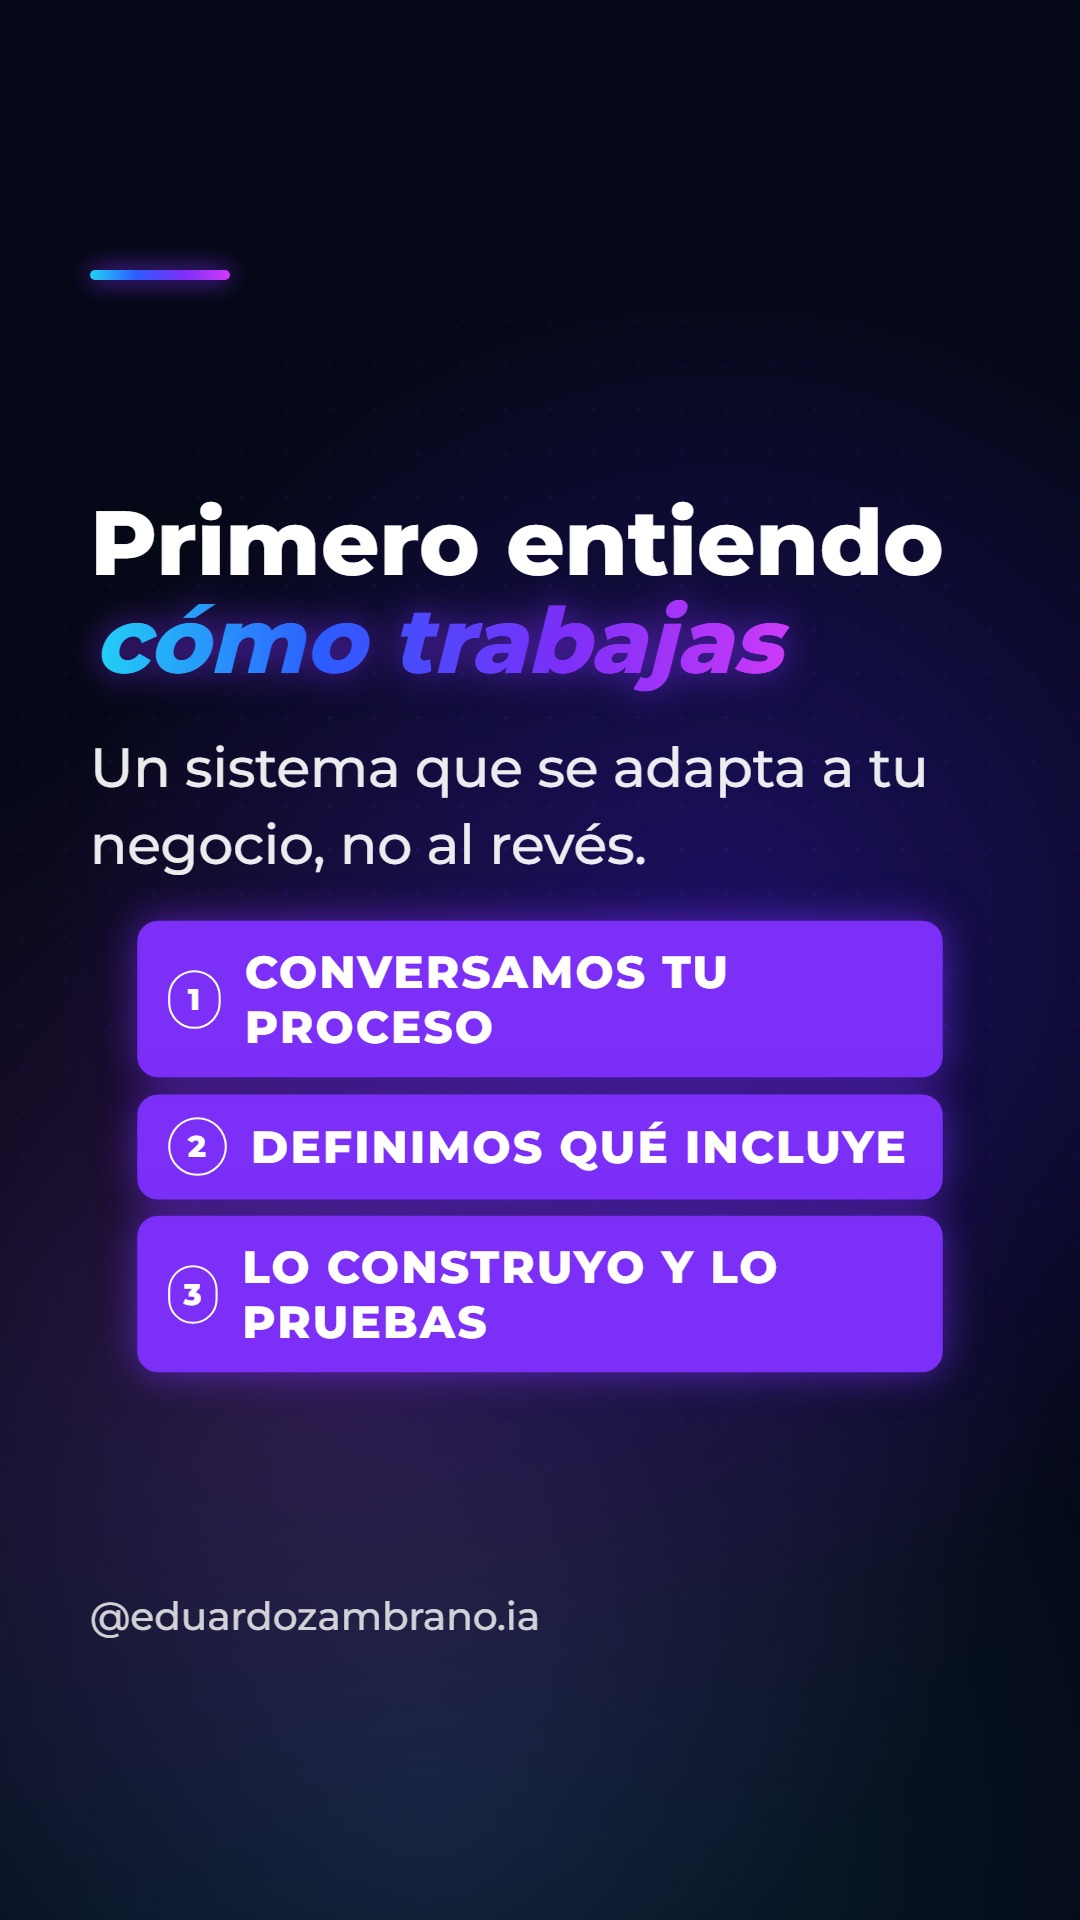 Primero entiendo
cómo trabajas
Un sistema que se adapta a tu
negocio, no al revés.
1 CONVERSAMOS TU
PROCESO
2 DEFINIMOS QUÉ INCLUYE
3 LO CONSTRUYO Y LO
PRUEBAS
@eduardozambrano.ia